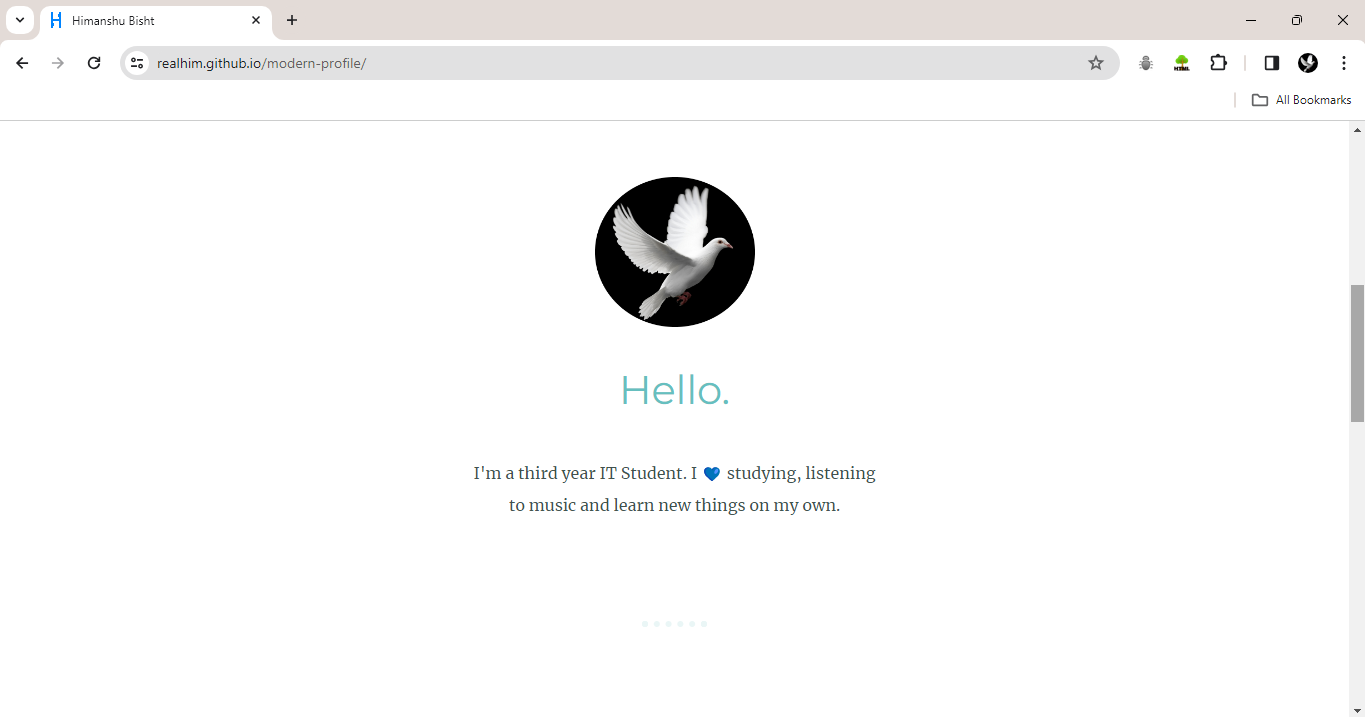 Himanshu Bisht
realhim.github.io/modern-profile/
HTML
All Bookmarks
Hello.
I'm a third year IT Student. I 💙 studying, listening
to music and learn new things on my own.